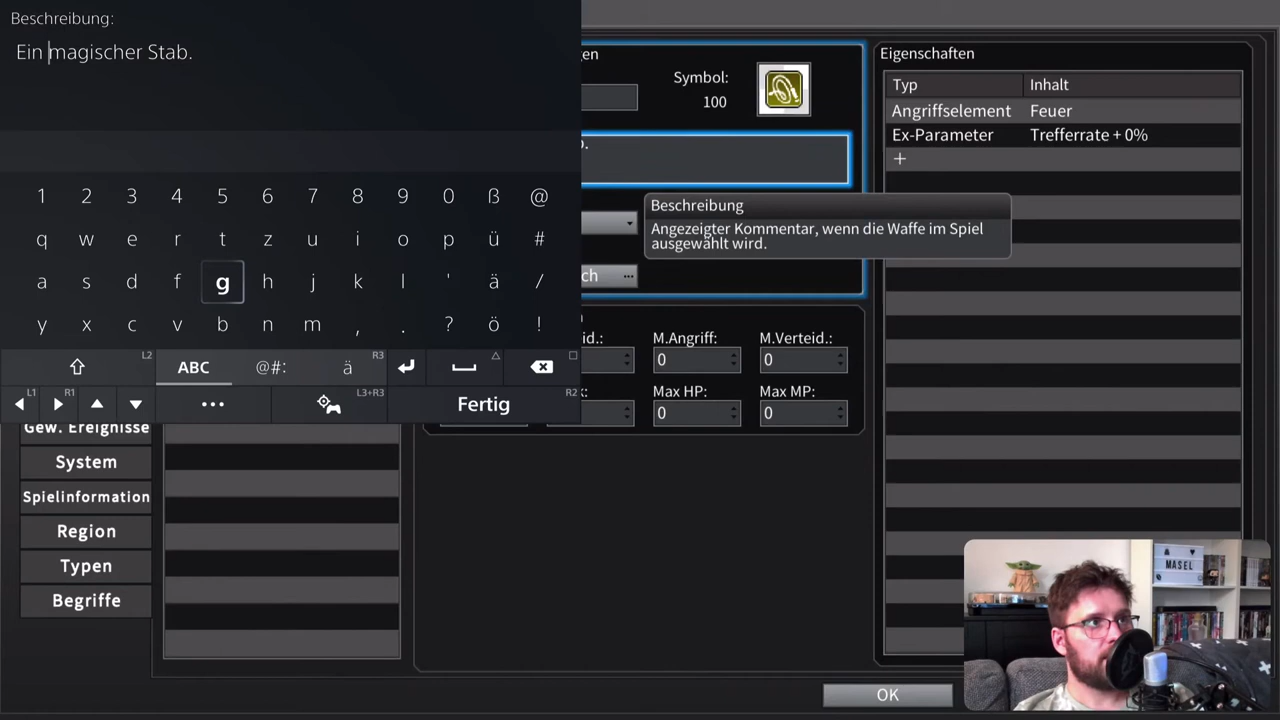 Beschreibung:
Ein magischer Stab.
1 2 3 4 5 6 7 8 9 0 ß @
q w e r t z u i o p ü #
a s d f g h j k l ' ä /
y x c v b n m , . ? ö !
L2
ABC
@#:
ä
R3
L1
R1
...
L3+R3
Fertig
R2
en
Symbol:
100
b.
Beschreibung
Angezeigter Kommentar, wenn die Waffe im Spiel
ausgewählt wird.
ch ...
eid.:
M.Angriff:
M.Verteid.:
0
0
k.:
Max HP:
Max MP:
0
0
Eigenschaften
Typ Inhalt
Angriffselement Feuer
Ex-Parameter Trefferrate + 0%
+
Gew. Ereignisse
System
Spielinformation
Region
Typen
Begriffe
MASEL
OK